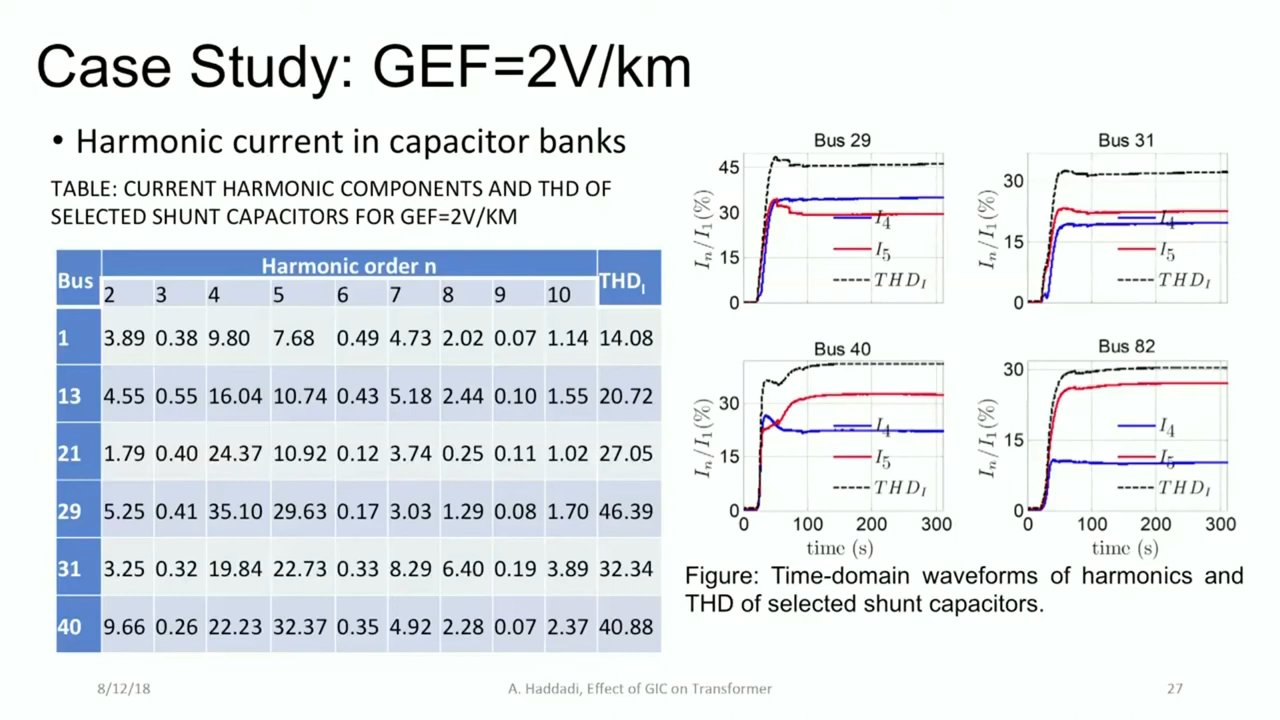 Case Study: GEF=2V/km
• Harmonic current in capacitor banks
TABLE: CURRENT HARMONIC COMPONENTS AND THD OF
SELECTED SHUNT CAPACITORS FOR GEF=2V/KM
Bus Harmonic order n THD_I
2 3 4 5 6 7 8 9 10
1 3.89 0.38 9.80 7.68 0.49 4.73 2.02 0.07 1.14 14.08
13 4.55 0.55 16.04 10.74 0.43 5.18 2.44 0.10 1.55 20.72
21 1.79 0.40 24.37 10.92 0.12 3.74 0.25 0.11 1.02 27.05
29 5.25 0.41 35.10 29.63 0.17 3.03 1.29 0.08 1.70 46.39
31 3.25 0.32 19.84 22.73 0.33 8.29 6.40 0.19 3.89 32.34
40 9.66 0.26 22.23 32.37 0.35 4.92 2.28 0.07 2.37 40.88
Bus 29
I_n/I_1(%)
45
30
15
0
I_4
I_5
THD_I
Bus 31
I_n/I_1(%)
30
15
0
I_4
I_5
THD_I
Bus 40
I_n/I_1(%)
30
15
0
I_4
I_5
THD_I
0 100 200 300
time (s)
Bus 82
I_n/I_1(%)
30
15
0
I_4
I_5
THD_I
0 100 200 300
time (s)
Figure: Time-domain waveforms of harmonics and
THD of selected shunt capacitors.
8/12/18
A. Haddadi, Effect of GIC on Transformer
27